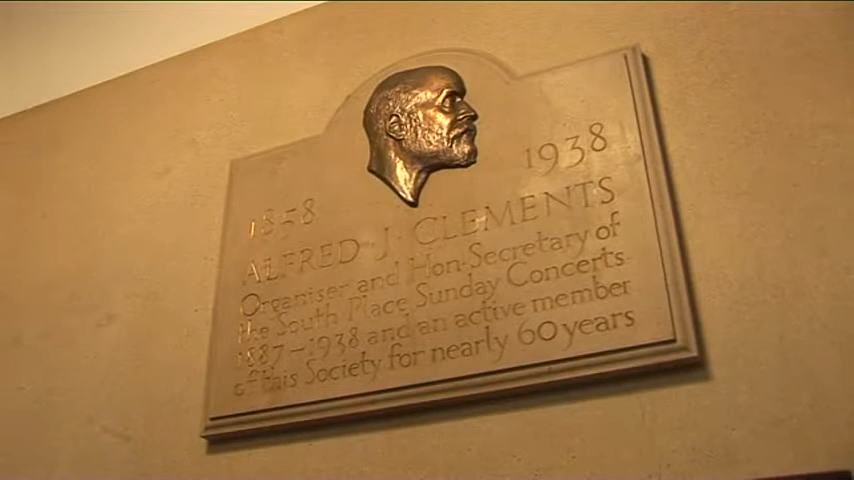 1858 1938
ALFRED J. CLEMENTS
Organiser and Hon. Secretary of
the South Place Sunday Concerts
1887-1938 and an active member
of this Society for nearly 60 years